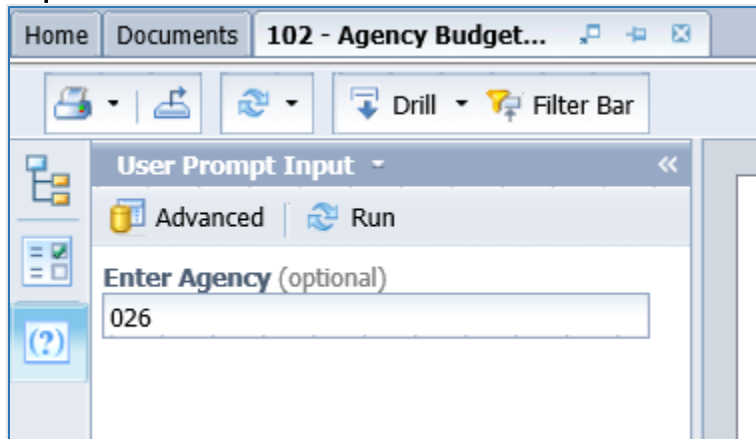 Home Documents 102 - Agency Budget...
Drill Filter Bar
User Prompt Input
Advanced Run
Enter Agency (optional)
026
(?)